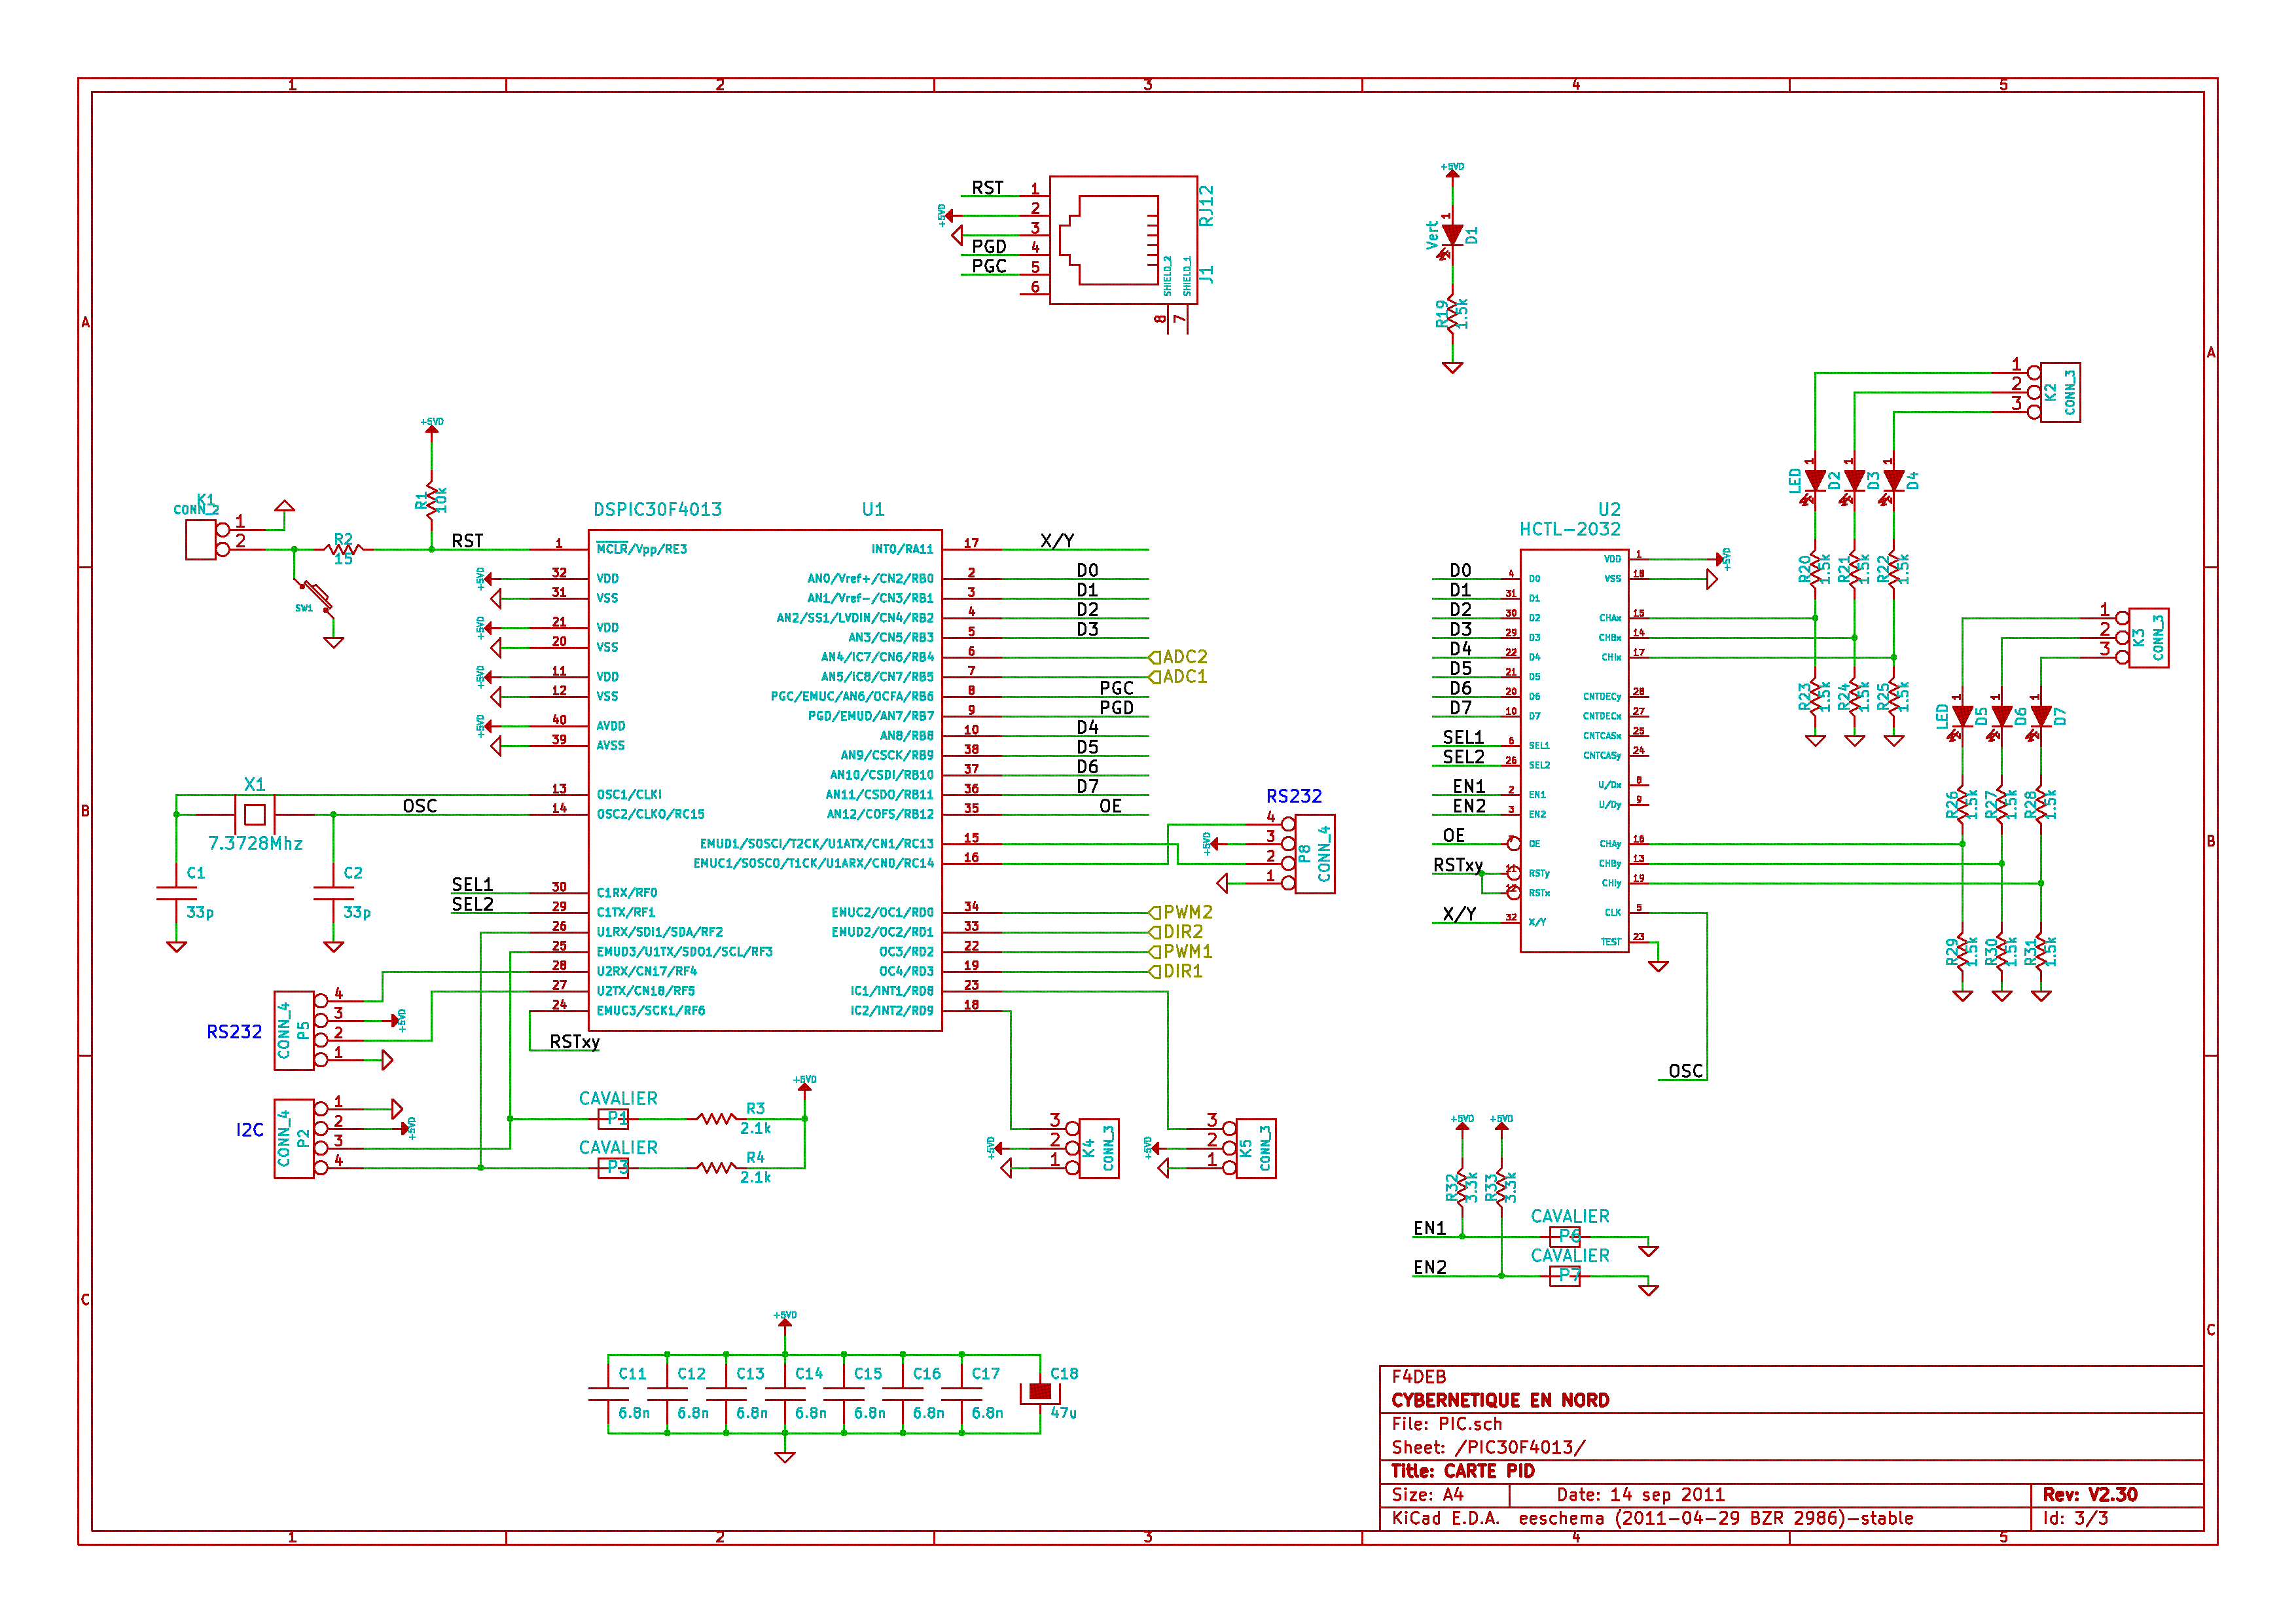 1 2 3 4 5
A
B
C
A
B
C
1 2 3 4 5
RST 1
+5VD 2
3
PGD 4
PGC 5
6
RJ12
J1
SHIELD_2
SHIELD_1
8 7
+5VD
1
Vert
D1
R19
1.5k
K1
CONN_2
1
2
R2
15
SW1
+5VD
R1
10k
RST
DSPIC30F4013 U1
1 MCLR/Vpp/RE3
+5VD 32 VDD
31 VSS
+5VD 21 VDD
20 VSS
+5VD 11 VDD
12 VSS
+5VD 40 AVDD
39 AVSS
13 OSC1/CLKI
OSC 14 OSC2/CLKO/RC15
SEL1 30 C1RX/RF0
SEL2 29 C1TX/RF1
26 U1RX/SDI1/SDA/RF2
25 EMUD3/U1TX/SDO1/SCL/RF3
28 U2RX/CN17/RF4
27 U2TX/CN18/RF5
24 EMUC3/SCK1/RF6
RSTxy
INT0/RA11 17 X/Y
AN0/Vref+/CN2/RB0 2 D0
AN1/Vref-/CN3/RB1 3 D1
AN2/SS1/LVDIN/CN4/RB2 4 D2
AN3/CN5/RB3 5 D3
AN4/IC7/CN6/RB4 6 ADC2
AN5/IC8/CN7/RB5 7 ADC1
PGC/EMUC/AN6/OCFA/RB6 8 PGC
PGD/EMUD/AN7/RB7 9 PGD
AN8/RB8 10 D4
AN9/CSCK/RB9 38 D5
AN10/CSDI/RB10 37 D6
AN11/CSDO/RB11 36 D7
AN12/COFS/RB12 35 OE
EMUD1/SOSCI/T2CK/U1ATX/CN1/RC13 15
EMUC1/SOSCO/T1CK/U1ARX/CN0/RC14 16
EMUC2/OC1/RD0 34 PWM2
EMUD2/OC2/RD1 33 DIR2
OC3/RD2 22 PWM1
OC4/RD3 19 DIR1
IC1/INT1/RD8 23
IC2/INT2/RD9 18
X1
7.3728Mhz
C1
33p
C2
33p
RS232
4
+5VD 3
2
1
P8
CONN_4
RS232
CONN_4
P5
4
3 +5VD
2
1
I2C
CONN_4
P2
1
2 +5VD
3
4
CAVALIER
P1
R3
2.1k
+5VD
CAVALIER
P3
R4
2.1k
3
+5VD 2
1
K4
CONN_3
3
+5VD 2
1
K5
CONN_3
U2
HCTL-2032
D0 4 D0
D1 31 D1
D2 30 D2
D3 29 D3
D4 22 D4
D5 21 D5
D6 20 D6
D7 10 D7
SEL1 6 SEL1
SEL2 26 SEL2
EN1 2 EN1
EN2 3 EN2
OE 7 OE
RSTxy 11 RSTy
12 RSTx
X/Y 32 X/Y
VDD 1 +5VD
VSS 18
CHAx 15
CHBx 14
CHIx 17
CNTDECy 28
CNTDECx 27
CNTCASx 25
CNTCASy 24
U/Dx 8
U/Dy 9
CHAy 16
CHBy 13
CHIy 19
CLK 5
TEST 23
OSC
1
2
3
K2
CONN_3
LED
1 D2
1 D3
1 D4
R20 1.5k
R21 1.5k
R22 1.5k
R23 1.5k
R24 1.5k
R25 1.5k
1
2
3
K3
CONN_3
LED
1 D5
1 D6
1 D7
R26 1.5k
R27 1.5k
R28 1.5k
R29 1.5k
R30 1.5k
R31 1.5k
+5VD +5VD
R32 3.3k
R33 3.3k
EN1
CAVALIER
P6
EN2
CAVALIER
P7
+5VD
C11 C12 C13 C14 C15 C16 C17 C18
6.8n 6.8n 6.8n 6.8n 6.8n 6.8n 6.8n 47u
F4DEB
CYBERNETIQUE EN NORD
File: PIC.sch
Sheet: /PIC30F4013/
Title: CARTE PID
Size: A4 Date: 14 sep 2011 Rev: V2.30
KiCad E.D.A. eeschema (2011-04-29 BZR 2986)-stable Id: 3/3